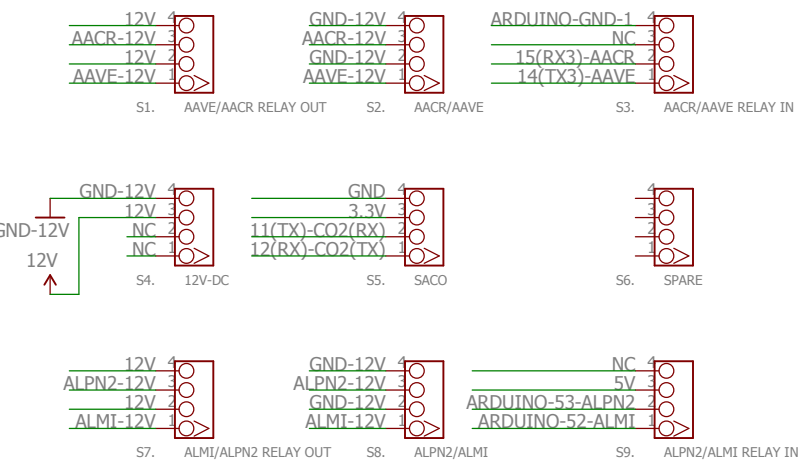 12V 4 GND-12V 4 ARDUINO-GND-1 4
AACR-12V 3 AACR-12V 3 NC 3
12V 2 GND-12V 2 15(RX3)-AACR 2
AAVE-12V 1 AAVE-12V 1 14(TX3)-AAVE 1
S1. AAVE/AACR RELAY OUT S2. AACR/AAVE S3. AACR/AAVE RELAY IN
GND-12V 4 GND 4 4
12V 3 3.3V 3 3
GND-12V NC 2 11(TX)-CO2(RX) 2 2
NC 1 12(RX)-CO2(TX) 1 1
12V
S4. 12V-DC S5. SACO S6. SPARE
12V 4 GND-12V 4 NC 4
ALPN2-12V 3 ALPN2-12V 3 5V 3
12V 2 GND-12V 2 ARDUINO-53-ALPN2 2
ALMI-12V 1 ALMI-12V 1 ARDUINO-52-ALMI 1
S7. ALMI/ALPN2 RELAY OUT S8. ALPN2/ALMI S9. ALPN2/ALMI RELAY IN